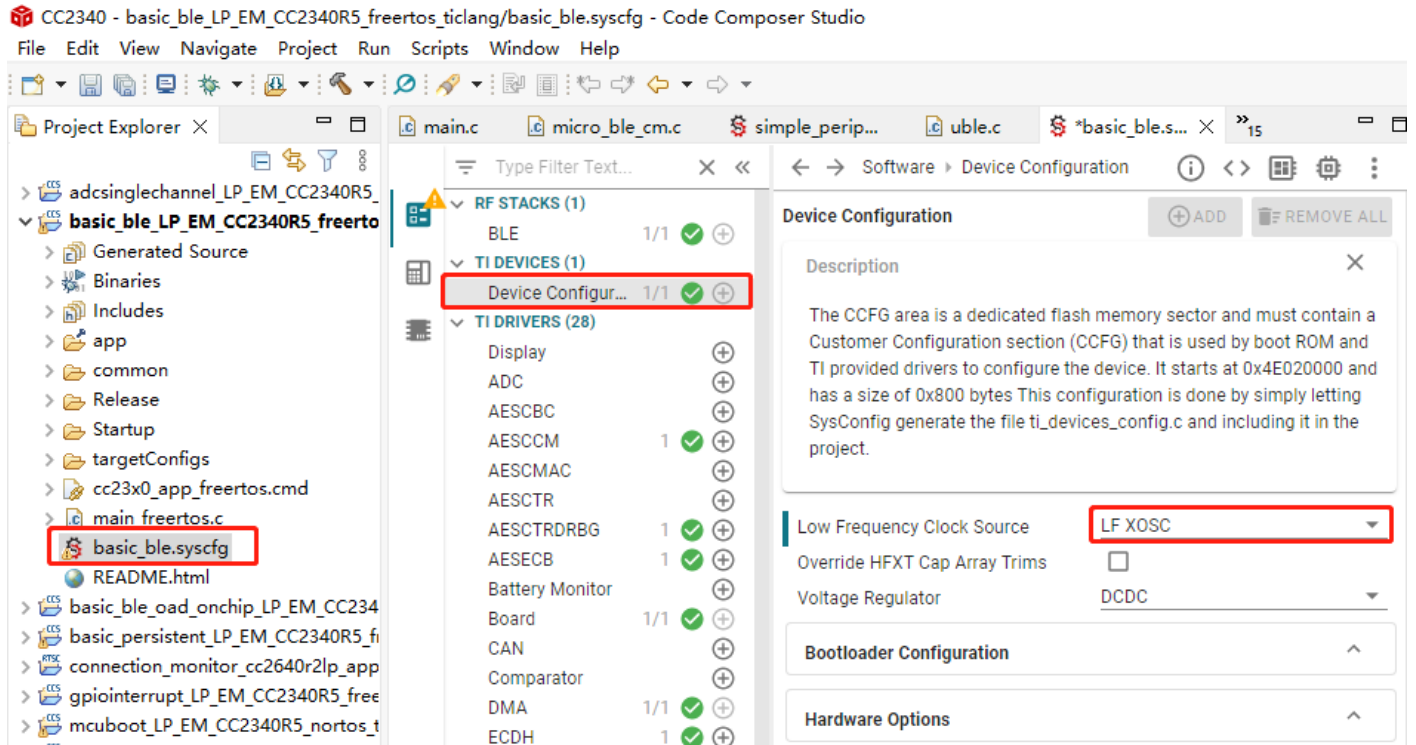 CC2340 - basic_ble_LP_EM_CC2340R5_freertos_ticlang/basic_ble.syscfg - Code Composer Studio
File Edit View Navigate Project Run Scripts Window Help
Project Explorer
main.c micro_ble_cm.c simple_perip... uble.c *basic_ble.s... »15
adcsinglechannel_LP_EM_CC2340R5_
basic_ble_LP_EM_CC2340R5_freerto
Generated Source
Binaries
Includes
app
common
Release
Startup
targetConfigs
cc23x0_app_freertos.cmd
main_freertos.c
basic_ble.syscfg
README.html
basic_ble_oad_onchip_LP_EM_CC234
basic_persistent_LP_EM_CC2340R5_fr
connection_monitor_cc2640r2lp_app
gpiointerrupt_LP_EM_CC2340R5_free
mcuboot_LP_EM_CC2340R5_nortos_t
Type Filter Text...
RF STACKS (1)
BLE 1/1
TI DEVICES (1)
Device Configur... 1/1
TI DRIVERS (28)
Display
ADC
AESCBC
AESCCM 1
AESCMAC
AESCTR
AESCTRDRBG 1
AESECB 1
Battery Monitor
Board 1/1
CAN
Comparator
DMA 1/1
ECDH 1
Software Device Configuration
Device Configuration ADD REMOVE ALL
Description
The CCFG area is a dedicated flash memory sector and must contain a
Customer Configuration section (CCFG) that is used by boot ROM and
TI provided drivers to configure the device. It starts at 0x4E020000 and
has a size of 0x800 bytes This configuration is done by simply letting
SysConfig generate the file ti_devices_config.c and including it in the
project.
Low Frequency Clock Source LF XOSC
Override HFXT Cap Array Trims
Voltage Regulator DCDC
Bootloader Configuration
Hardware Options